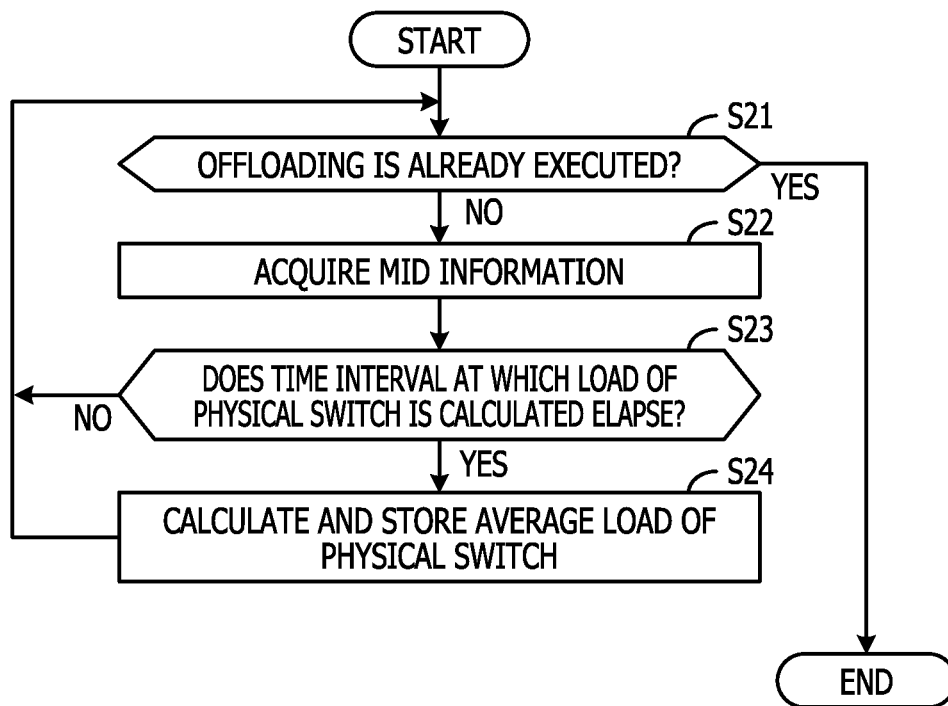 START
S21
OFFLOADING IS ALREADY EXECUTED?
YES
NO
S22
ACQUIRE MID INFORMATION
S23
DOES TIME INTERVAL AT WHICH LOAD OF
PHYSICAL SWITCH IS CALCULATED ELAPSE?
NO
YES
S24
CALCULATE AND STORE AVERAGE LOAD OF
PHYSICAL SWITCH
END